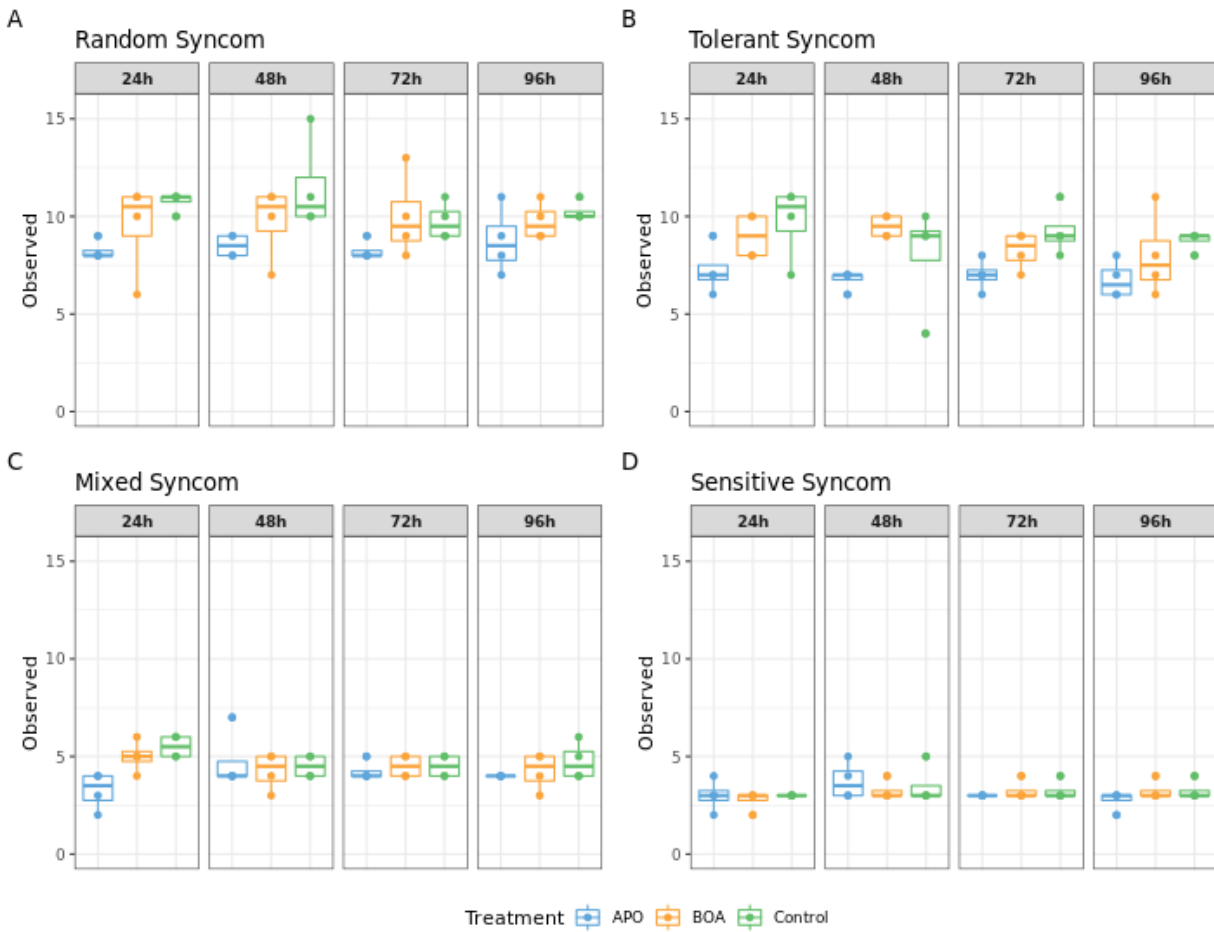 A B
Random Syncom Tolerant Syncom
24h 48h 72h 96h 24h 48h 72h 96h
15 15
10 10
Observed Observed
5 5
0 0
C D
Mixed Syncom Sensitive Syncom
24h 48h 72h 96h 24h 48h 72h 96h
15 15
10 10
Observed Observed
5 5
0 0
Treatment APO BOA Control